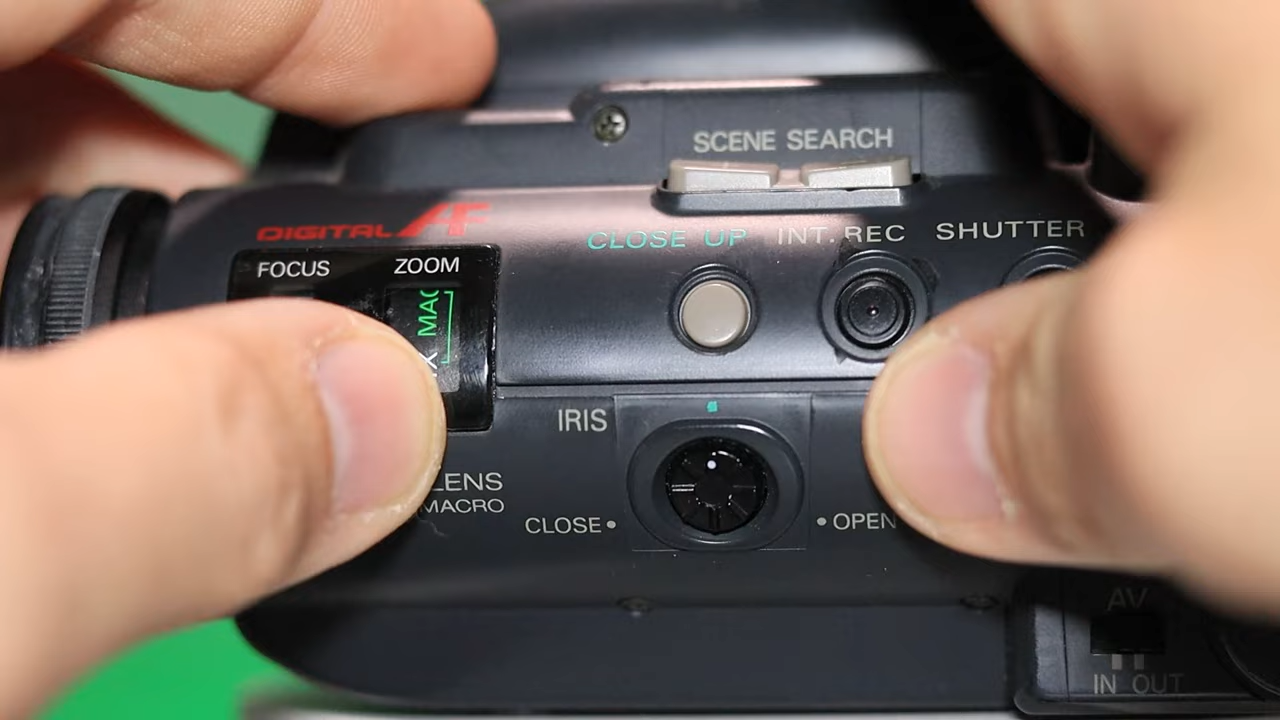 SCENE SEARCH
DIGITAL AF
CLOSE UP
INT. REC
SHUTTER
FOCUS
ZOOM
IRIS
LENS
MACRO
CLOSE
OPEN
AV
IN OUT